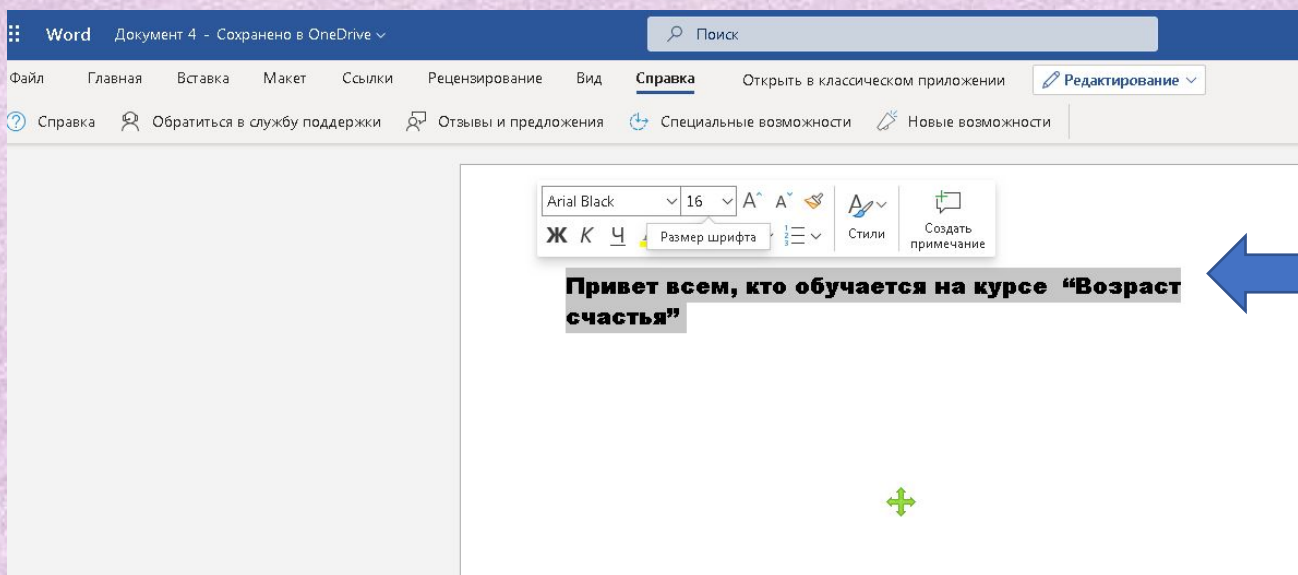 Word Документ 4 - Сохранено в OneDrive Поиск
Файл Главная Вставка Макет Ссылки Рецензирование Вид Справка Открыть в классическом приложении Редактирование
Справка Обратиться в службу поддержки Отзывы и предложения Специальные возможности Новые возможности
Arial Black 16
Ж К Ч Размер шрифта Стили Создать
примечание
Привет всем, кто обучается на курсе “Возраст
счастья”